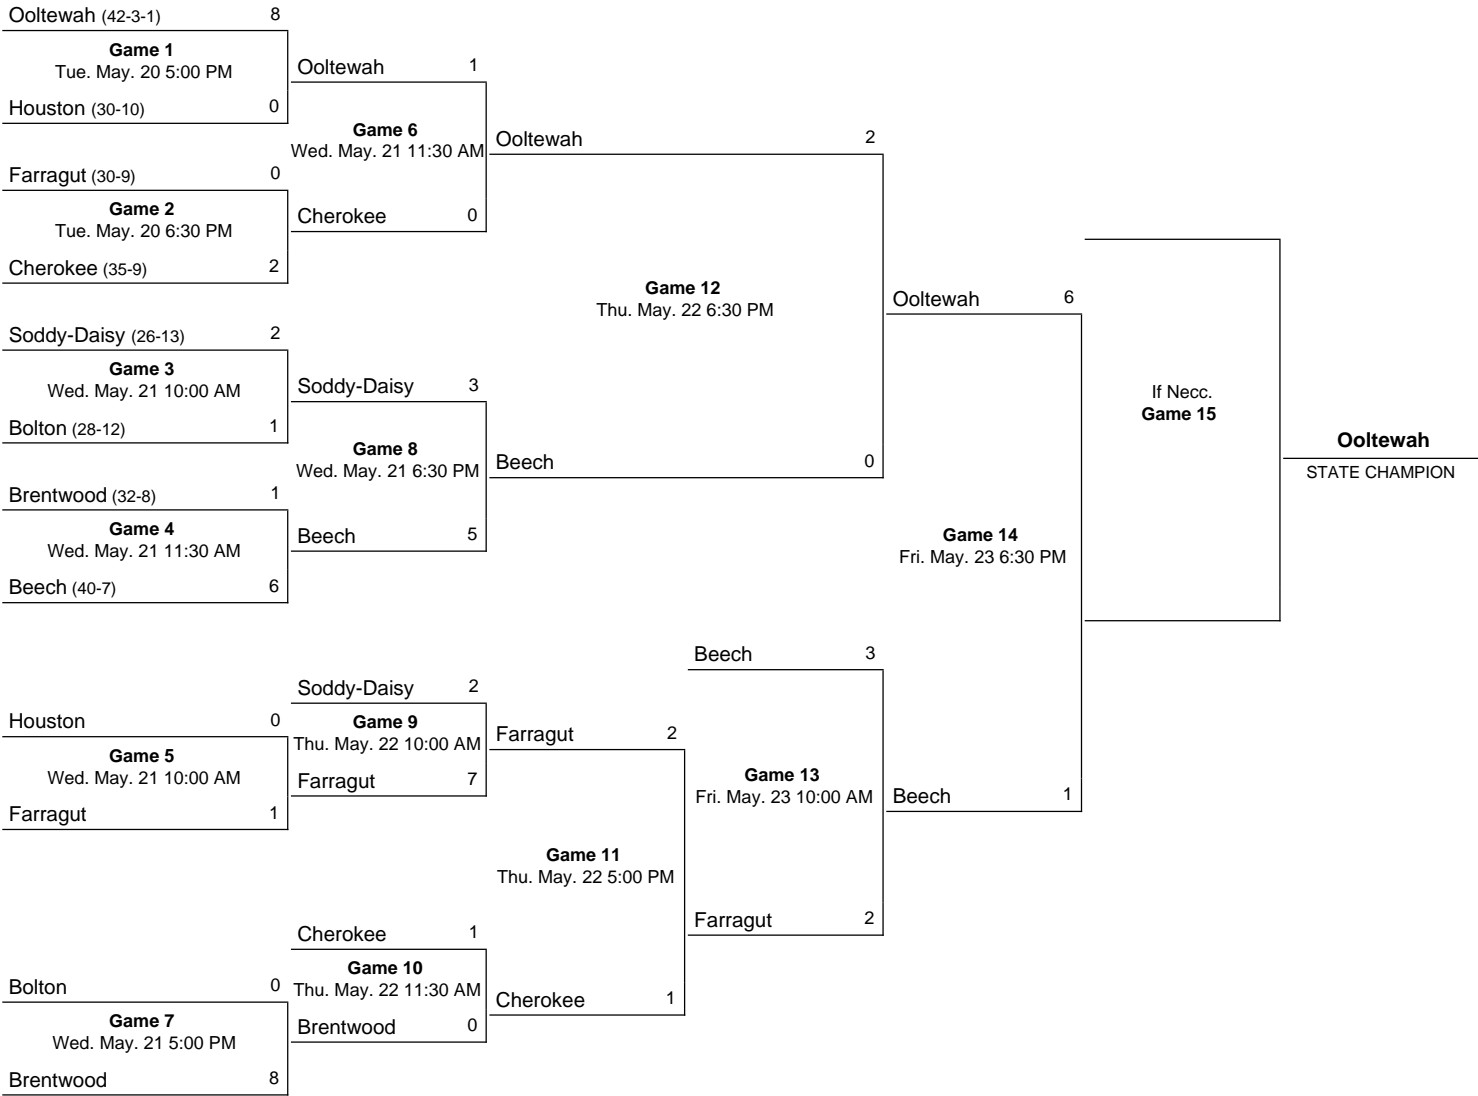 Ooltewah (42-3-1) 8
Game 1
Tue. May. 20 5:00 PM
Houston (30-10) 0
Farragut (30-9) 0
Game 2
Tue. May. 20 6:30 PM
Cherokee (35-9) 2
Soddy-Daisy (26-13) 2
Game 3
Wed. May. 21 10:00 AM
Bolton (28-12) 1
Brentwood (32-8) 1
Game 4
Wed. May. 21 11:30 AM
Beech (40-7) 6
Houston 0
Game 5
Wed. May. 21 10:00 AM
Farragut 1
Bolton 0
Game 7
Wed. May. 21 5:00 PM
Brentwood 8
Ooltewah 1
Game 6
Wed. May. 21 11:30 AM
Cherokee 0
Soddy-Daisy 3
Game 8
Wed. May. 21 6:30 PM
Beech 5
Soddy-Daisy 2
Game 9
Thu. May. 22 10:00 AM
Farragut 7
Cherokee 1
Game 10
Thu. May. 22 11:30 AM
Brentwood 0
Ooltewah 2
Game 12
Thu. May. 22 6:30 PM
Beech 0
Farragut 2
Game 11
Thu. May. 22 5:00 PM
Cherokee 1
Beech 3
Game 13
Fri. May. 23 10:00 AM
Farragut 2
Ooltewah 6
Game 14
Fri. May. 23 6:30 PM
Beech 1
If Necc.
Game 15
Ooltewah
STATE CHAMPION